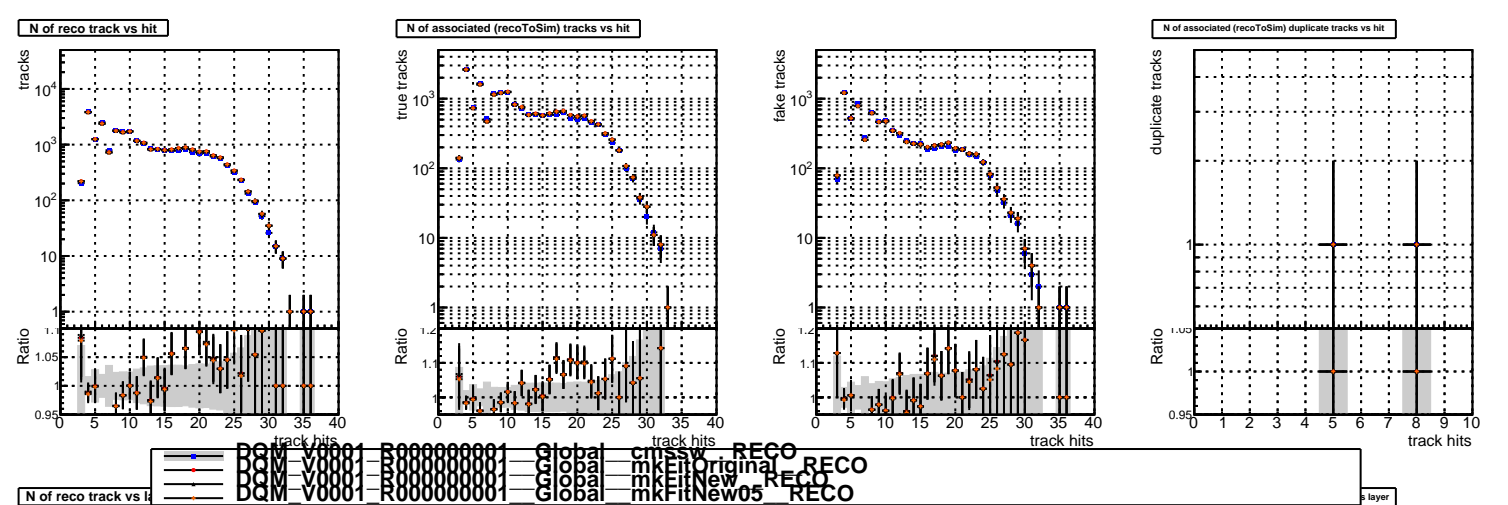 N of reco track vs hit
N of associated (recoToSim) tracks vs hit
N of associated (recoToSim) duplicate tracks vs hit
tracks
10⁴
10³
10²
10
1
Ratio
1.1
1.05
1
0.95
0 5 10 15 20 25 30 35 40
track hits
true tracks
10³
10²
10
1
Ratio
1.2
1.1
1
0 5 10 15 20 25 30 35 40
track hits
fake tracks
10³
10²
10
1
Ratio
1.2
1.1
1
0 5 10 15 20 25 30 35 40
track hits
duplicate tracks
1
Ratio
1.05
1
0.95
0 1 2 3 4 5 6 7 8 9 10
track hits
DQM_V0001_R000000001__Global__cmssw__RECO
DQM_V0001_R000000001__Global__mkFitOriginal__RECO
DQM_V0001_R000000001__Global__mkFitNew__RECO
DQM_V0001_R000000001__Global__mkFitNew05__RECO
N of reco track vs la
s layer